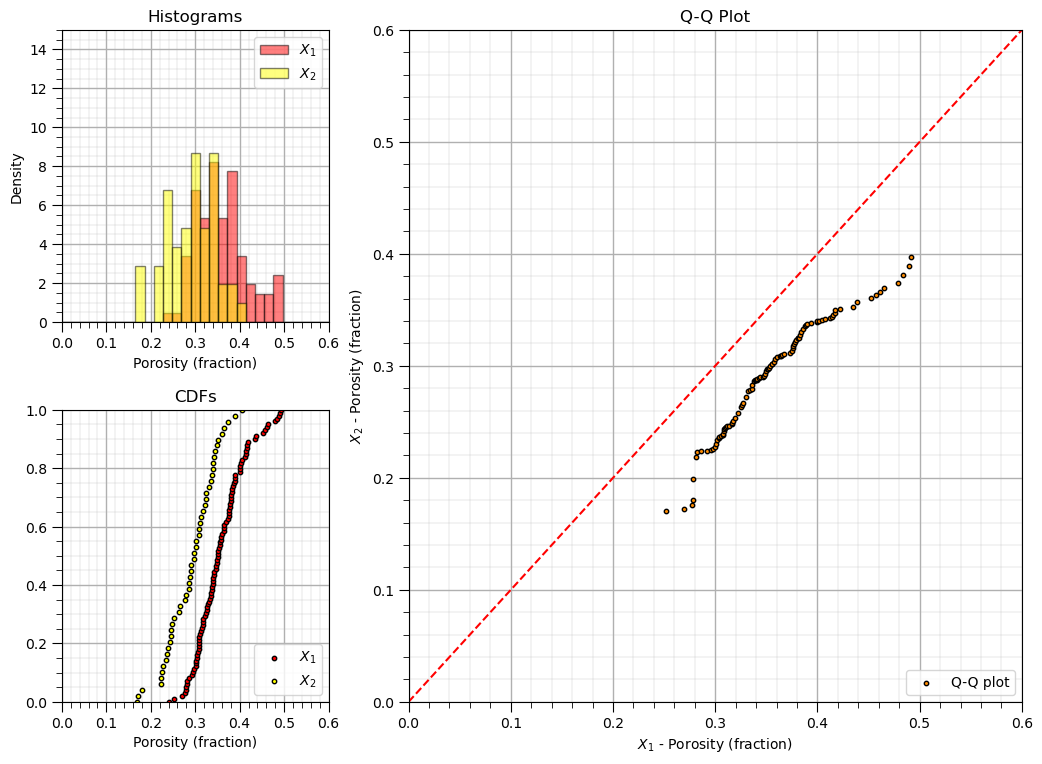 Histograms
X₁
X₂
14
12
10
8
6
4
2
0
Density
0.0 0.1 0.2 0.3 0.4 0.5 0.6
Porosity (fraction)
CDFs
1.0
0.8
0.6
0.4
0.2
0.0
X₁
X₂
0.0 0.1 0.2 0.3 0.4 0.5 0.6
Porosity (fraction)
Q-Q Plot
0.6
0.5
0.4
0.3
0.2
0.1
0.0
X₂ - Porosity (fraction)
Q-Q plot
0.0 0.1 0.2 0.3 0.4 0.5 0.6
X₁ - Porosity (fraction)